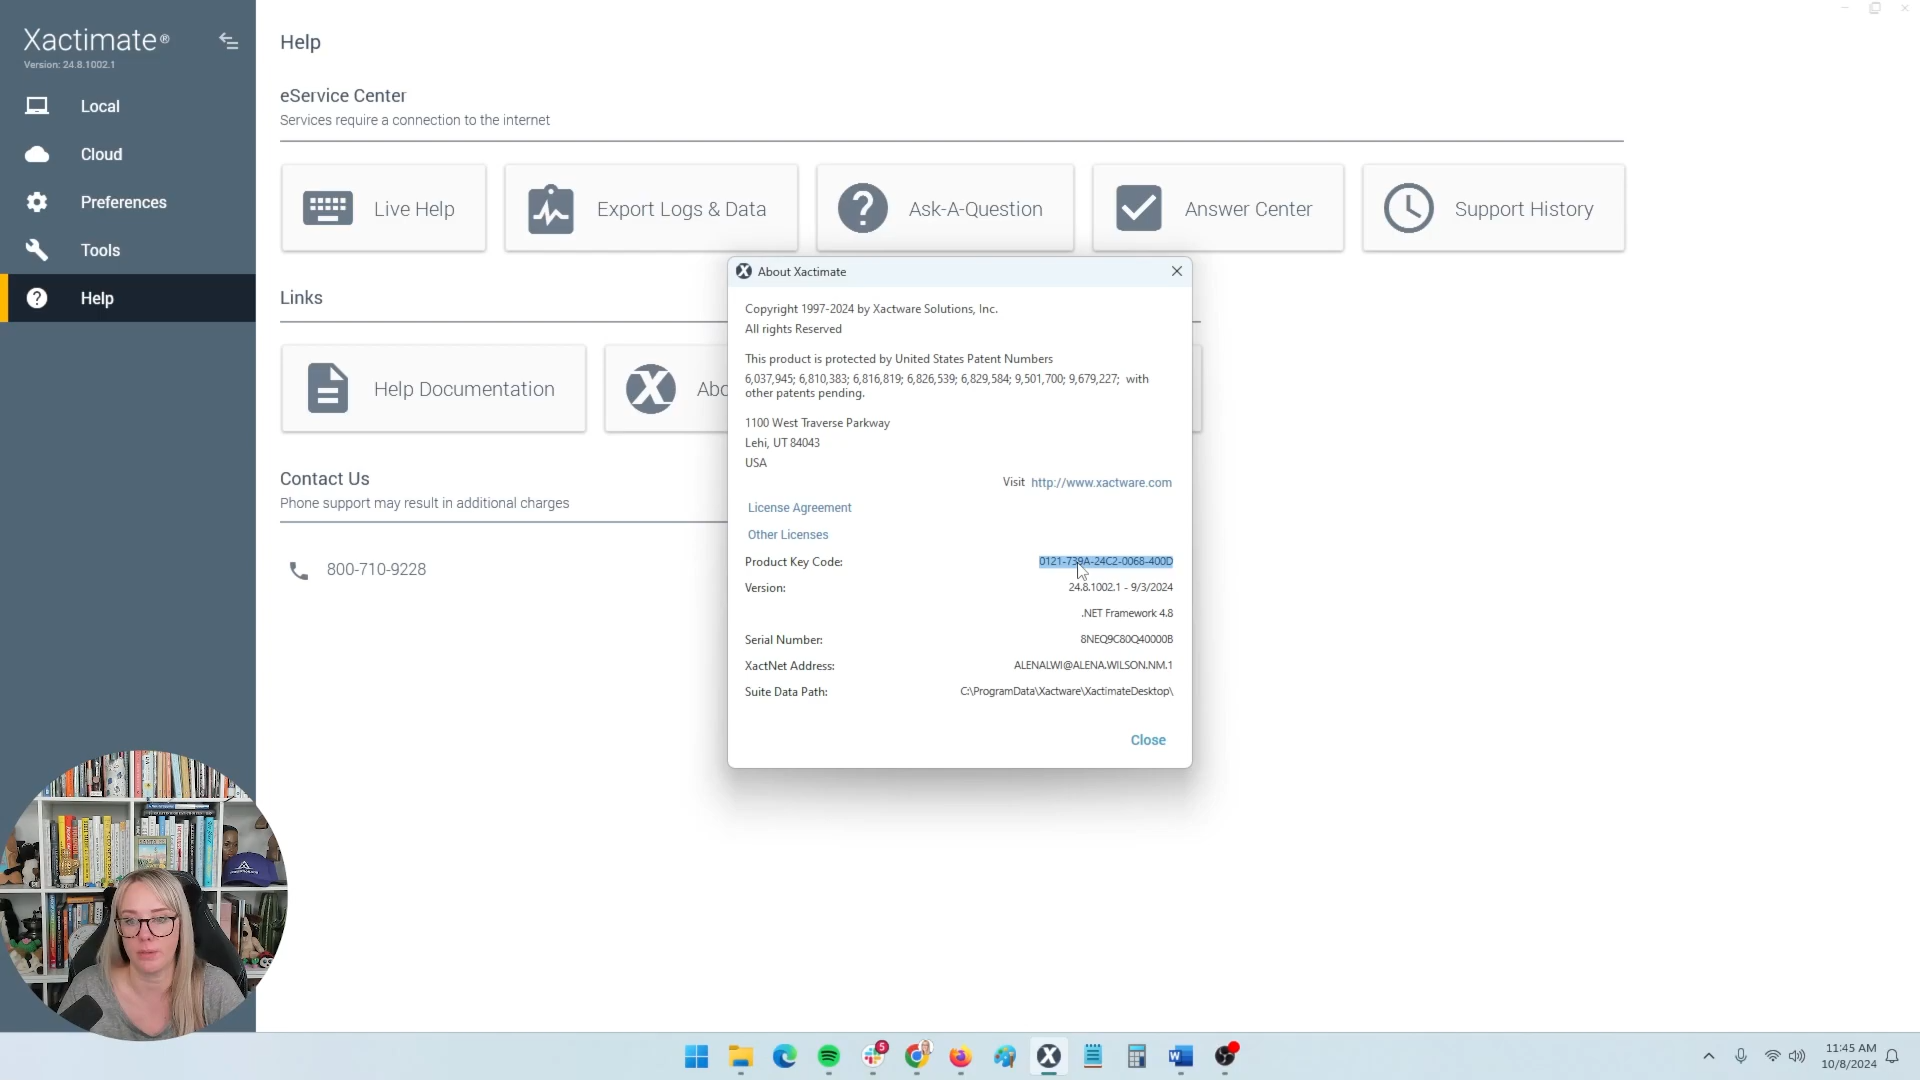 Xactimate®
Version: 24.8.1002.1
Local
Cloud
Preferences
Tools
Help
Help
eService Center
Services require a connection to the internet
Live Help
Export Logs & Data
Ask-A-Question
Answer Center
Support History
Links
Help Documentation
Abo
Contact Us
Phone support may result in additional charges
800-710-9228
About Xactimate
Copyright 1997-2024 by Xactware Solutions, Inc.
All rights Reserved
This product is protected by United States Patent Numbers
6,037,945; 6,810,383; 6,816,819; 6,826,539; 6,829,584; 9,501,700; 9,679,227; with
other patents pending.
1100 West Traverse Parkway
Lehi, UT 84043
USA
Visit http://www.xactware.com
License Agreement
Other Licenses
Product Key Code: 0121-739A-24C2-0068-400D
Version: 24.8.1002.1 - 9/3/2024
.NET Framework 4.8
Serial Number: 8NEQ9C80Q40000B
XactNet Address: ALENALWI@ALENA.WILSON.NM.1
Suite Data Path: C:\ProgramData\Xactware\XactimateDesktop\
Close
5
11:45 AM
10/8/2024